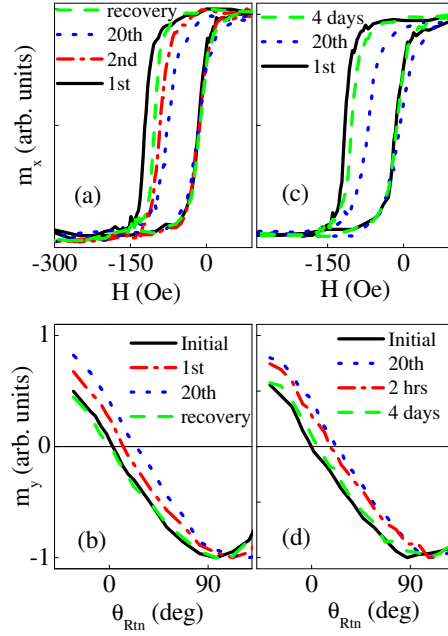 recovery
20th
2nd
1st
(a)
m_x (arb. units)
-300
-150
0
H (Oe)
4 days
20th
1st
(c)
-150
0
H (Oe)
Initial
1st
20th
recovery
(b)
m_y (arb. units)
1
0
-1
0
90
θ_Rtn (deg)
Initial
20th
2 hrs
4 days
(d)
0
90
θ_Rtn (deg)